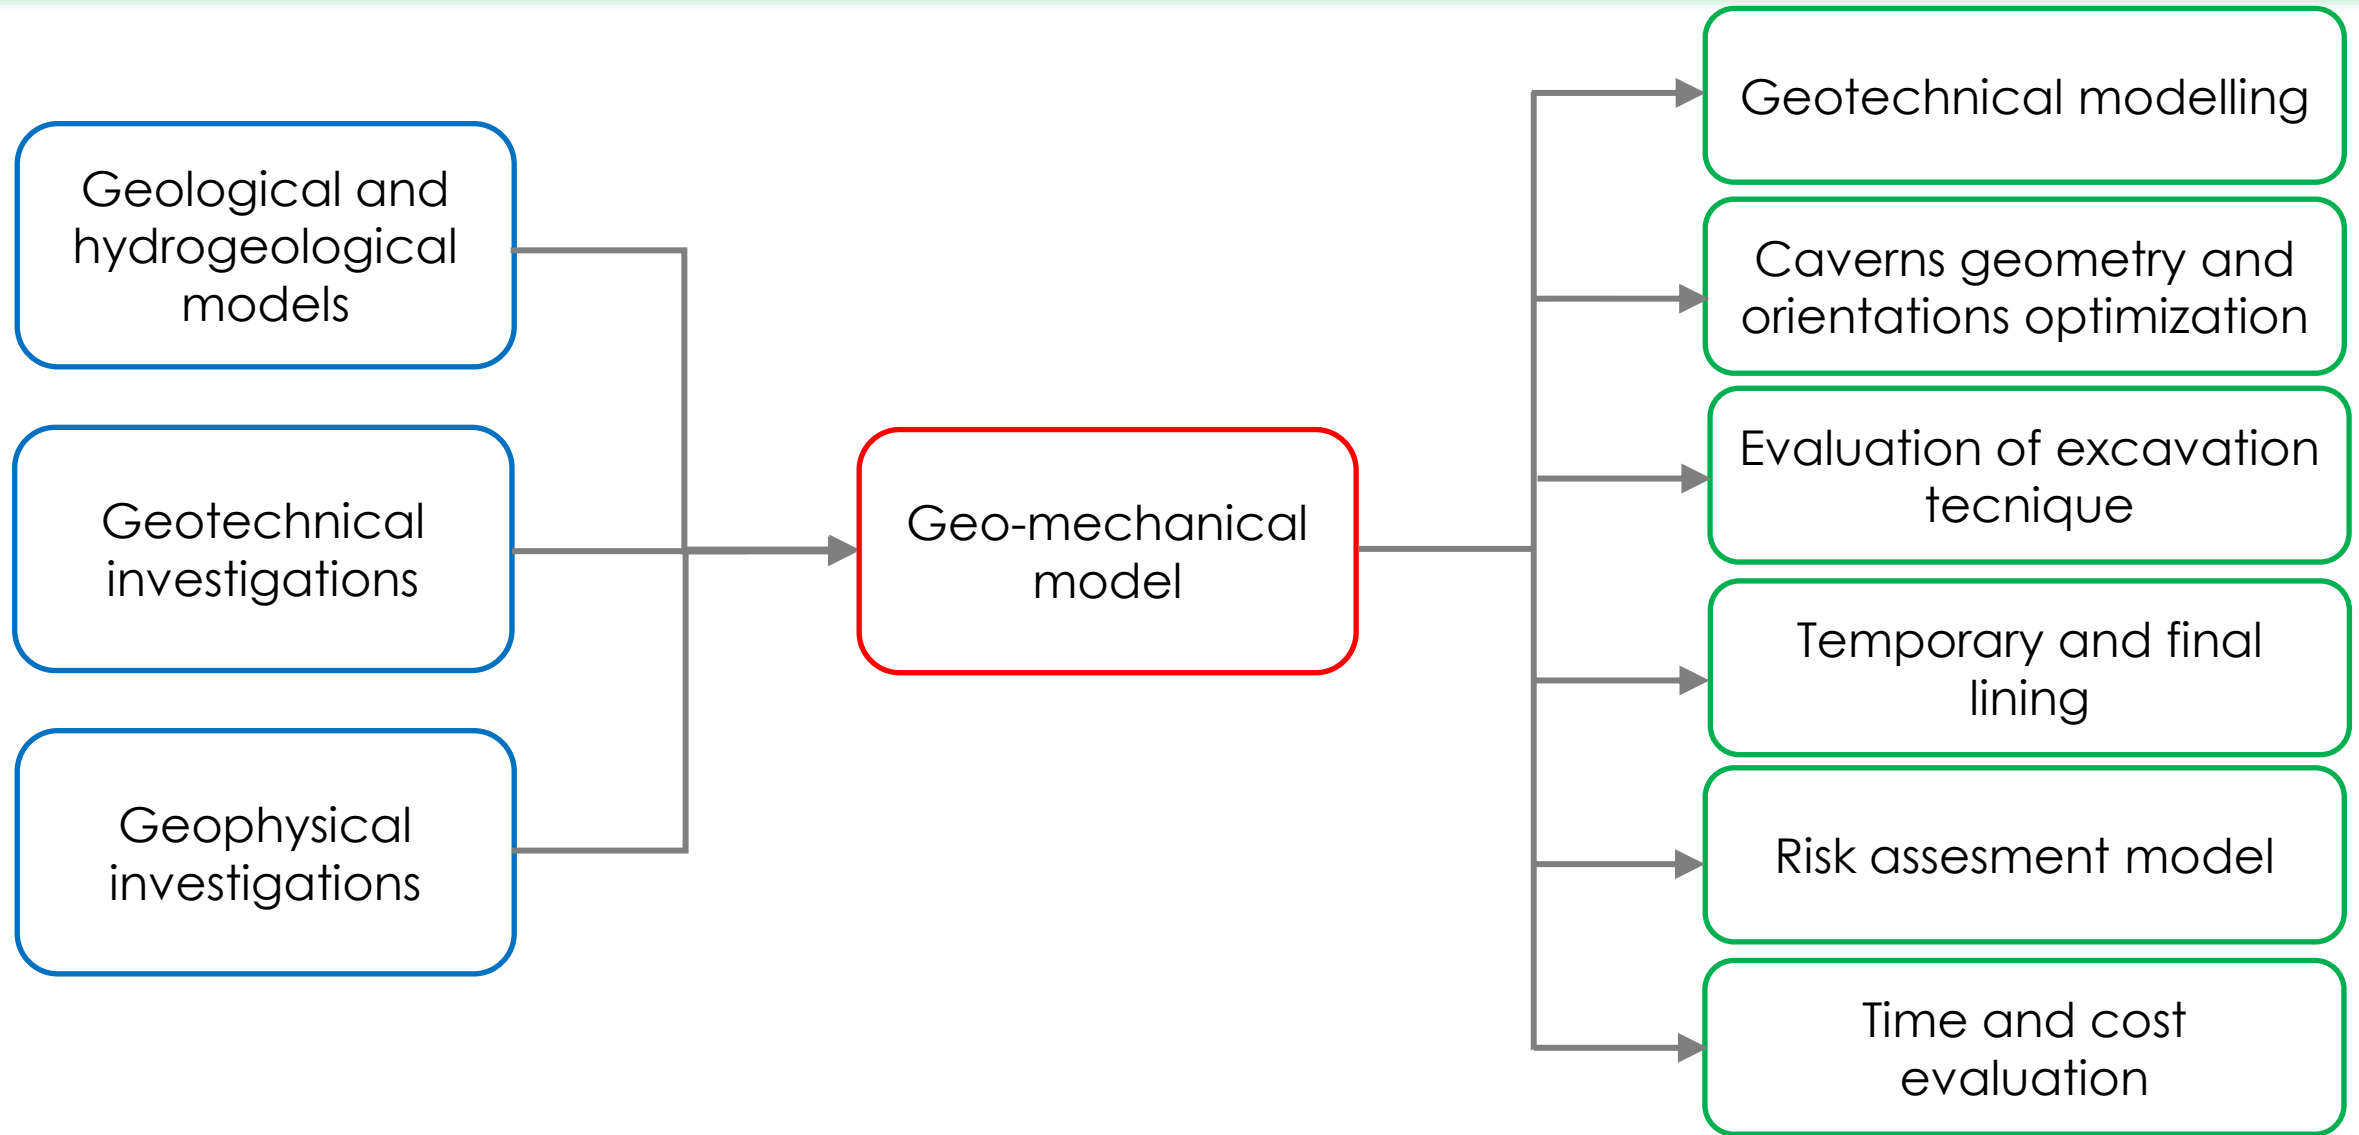 Geological and
hydrogeological
models
Geotechnical
investigations
Geophysical
investigations
Geo-mechanical
model
Geotechnical modelling
Caverns geometry and
orientations optimization
Evaluation of excavation
tecnique
Temporary and final
lining
Risk assesment model
Time and cost
evaluation